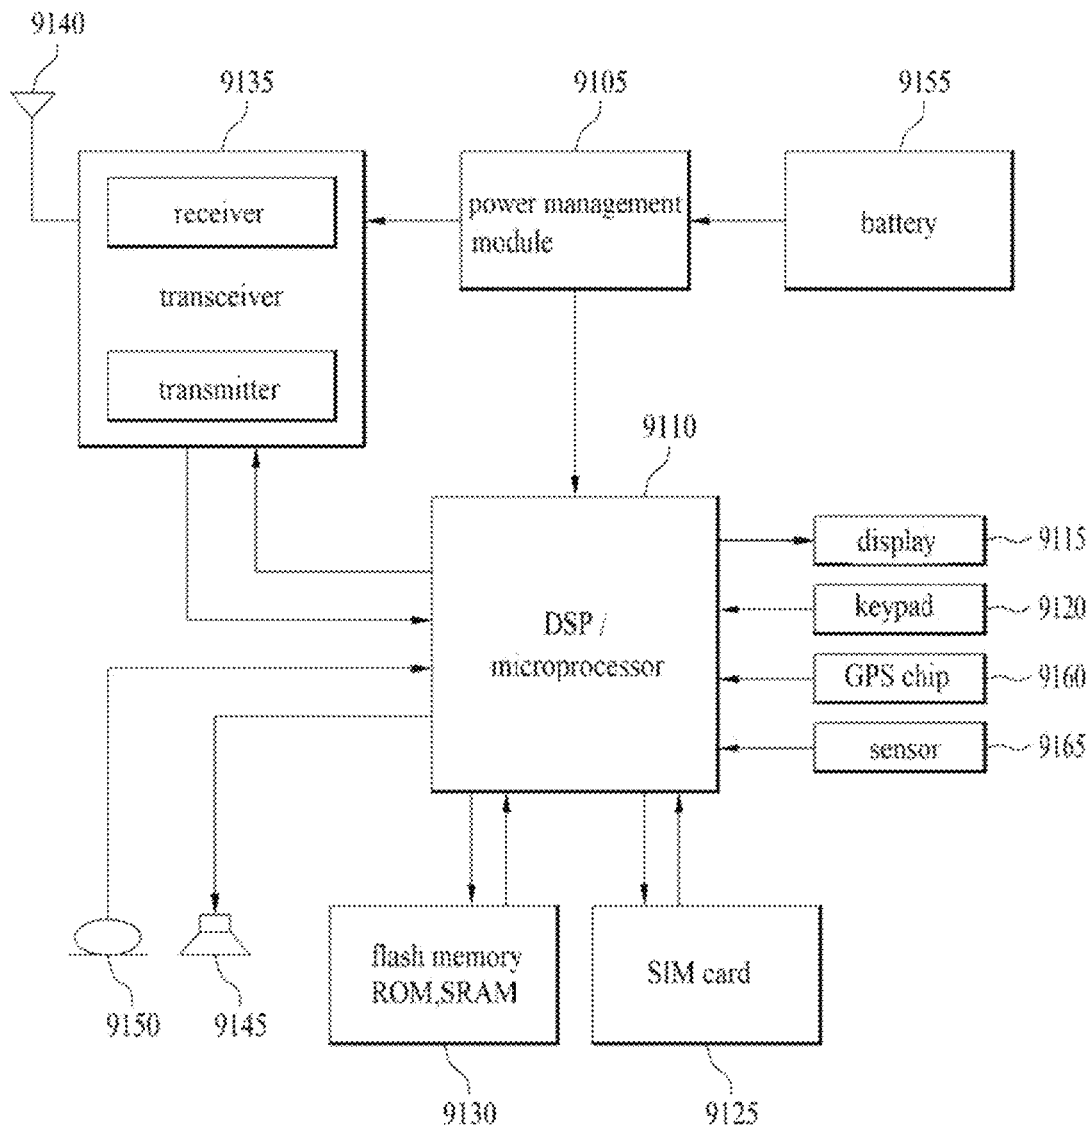 9140
9135
9105
9155
receiver
transceiver
transmitter
power management
module
battery
9110
DSP /
microprocessor
display
9115
keypad
9120
GPS chip
9160
sensor
9165
9150
9145
flash memory
ROM,SRAM
SIM card
9130
9125